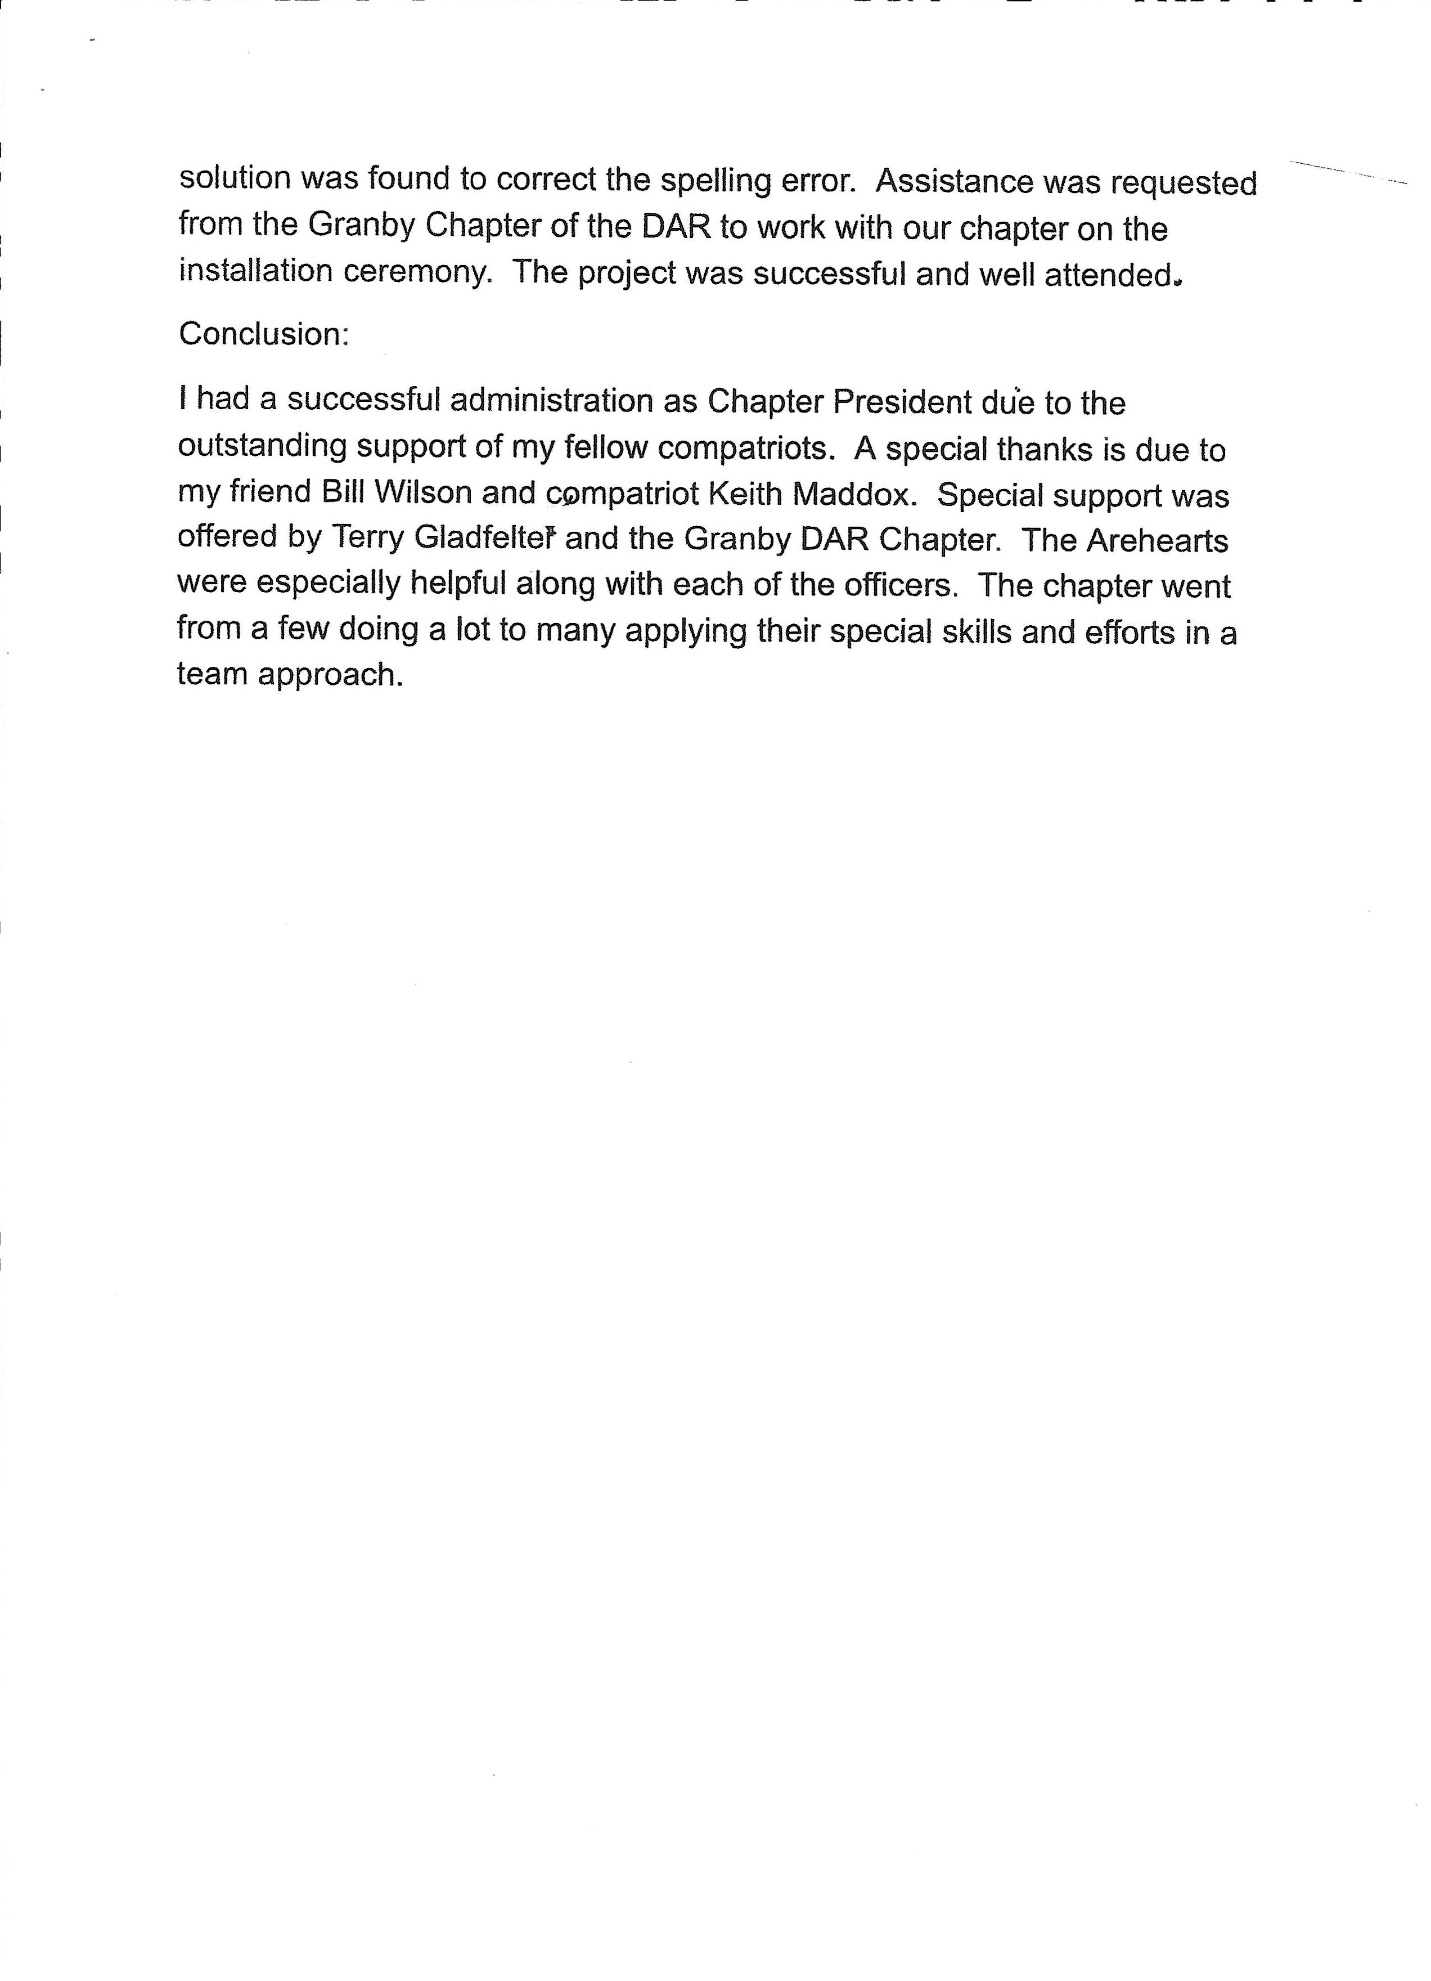 solution was found to correct the spelling error.  Assistance was requested
from the Granby Chapter of the DAR to work with our chapter on the
installation ceremony.  The project was successful and well attended.
Conclusion:
I had a successful administration as Chapter President due to the
outstanding support of my fellow compatriots.  A special thanks is due to
my friend Bill Wilson and compatriot Keith Maddox.  Special support was
offered by Terry Gladfelter and the Granby DAR Chapter.  The Arehearts
were especially helpful along with each of the officers.  The chapter went
from a few doing a lot to many applying their special skills and efforts in a
team approach.